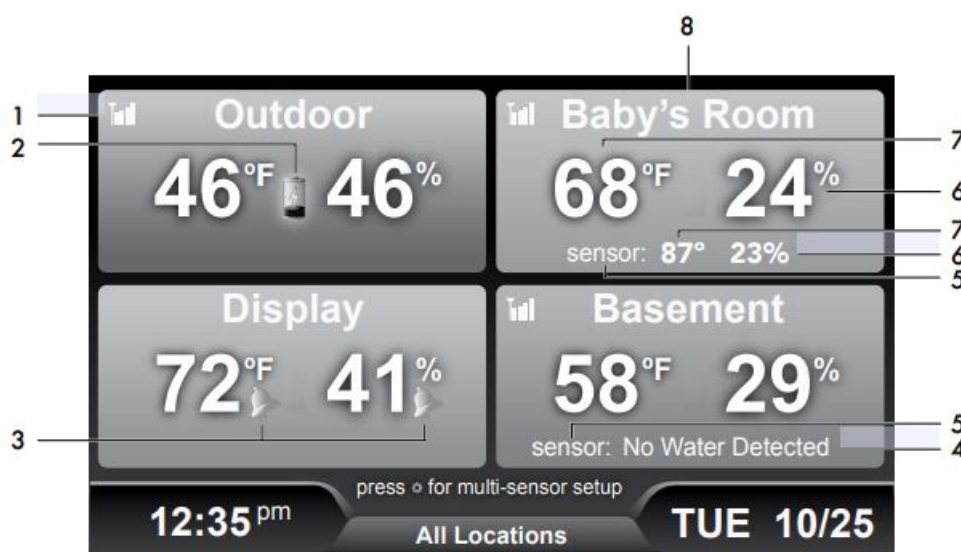 8
1
2
Outdoor
46°F 46%
Baby's Room
68°F 24%
sensor: 87° 23%
7
6
7
6
5
Display
72°F 41%
3
Basement
58°F 29%
sensor: No Water Detected
5
4
press ☼ for multi-sensor setup
12:35 pm
All Locations
TUE 10/25